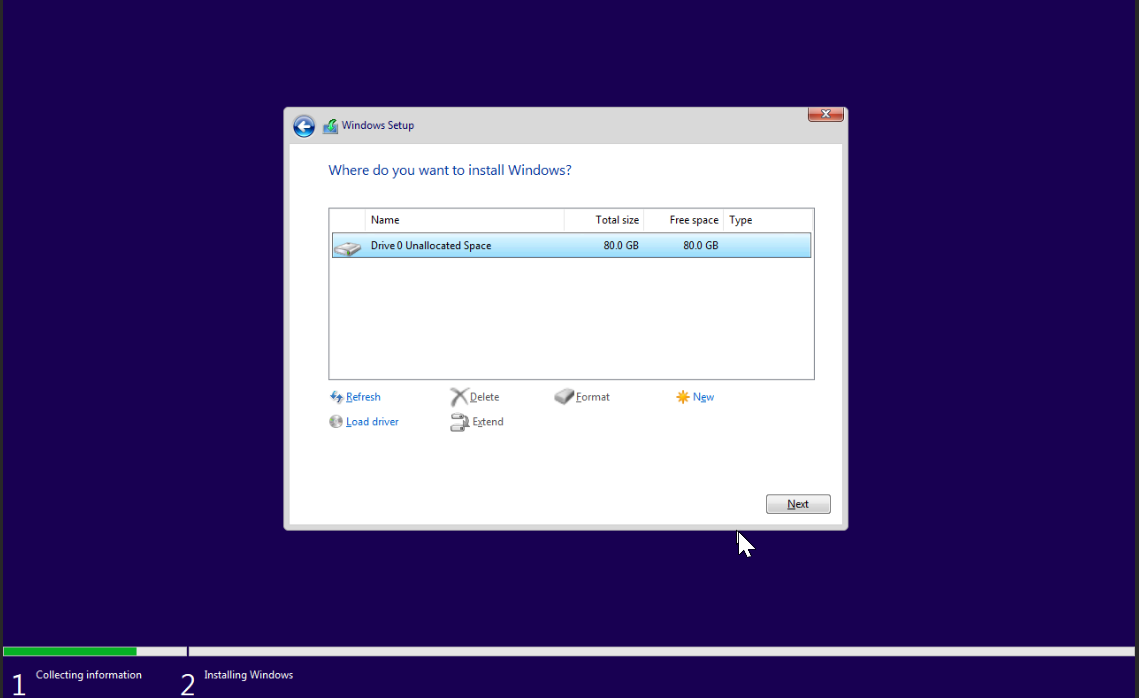 Windows Setup
Where do you want to install Windows?
Name Total size Free space Type
Drive 0 Unallocated Space 80.0 GB 80.0 GB
Refresh Delete Format New
Load driver Extend
Next
1 Collecting information 2 Installing Windows